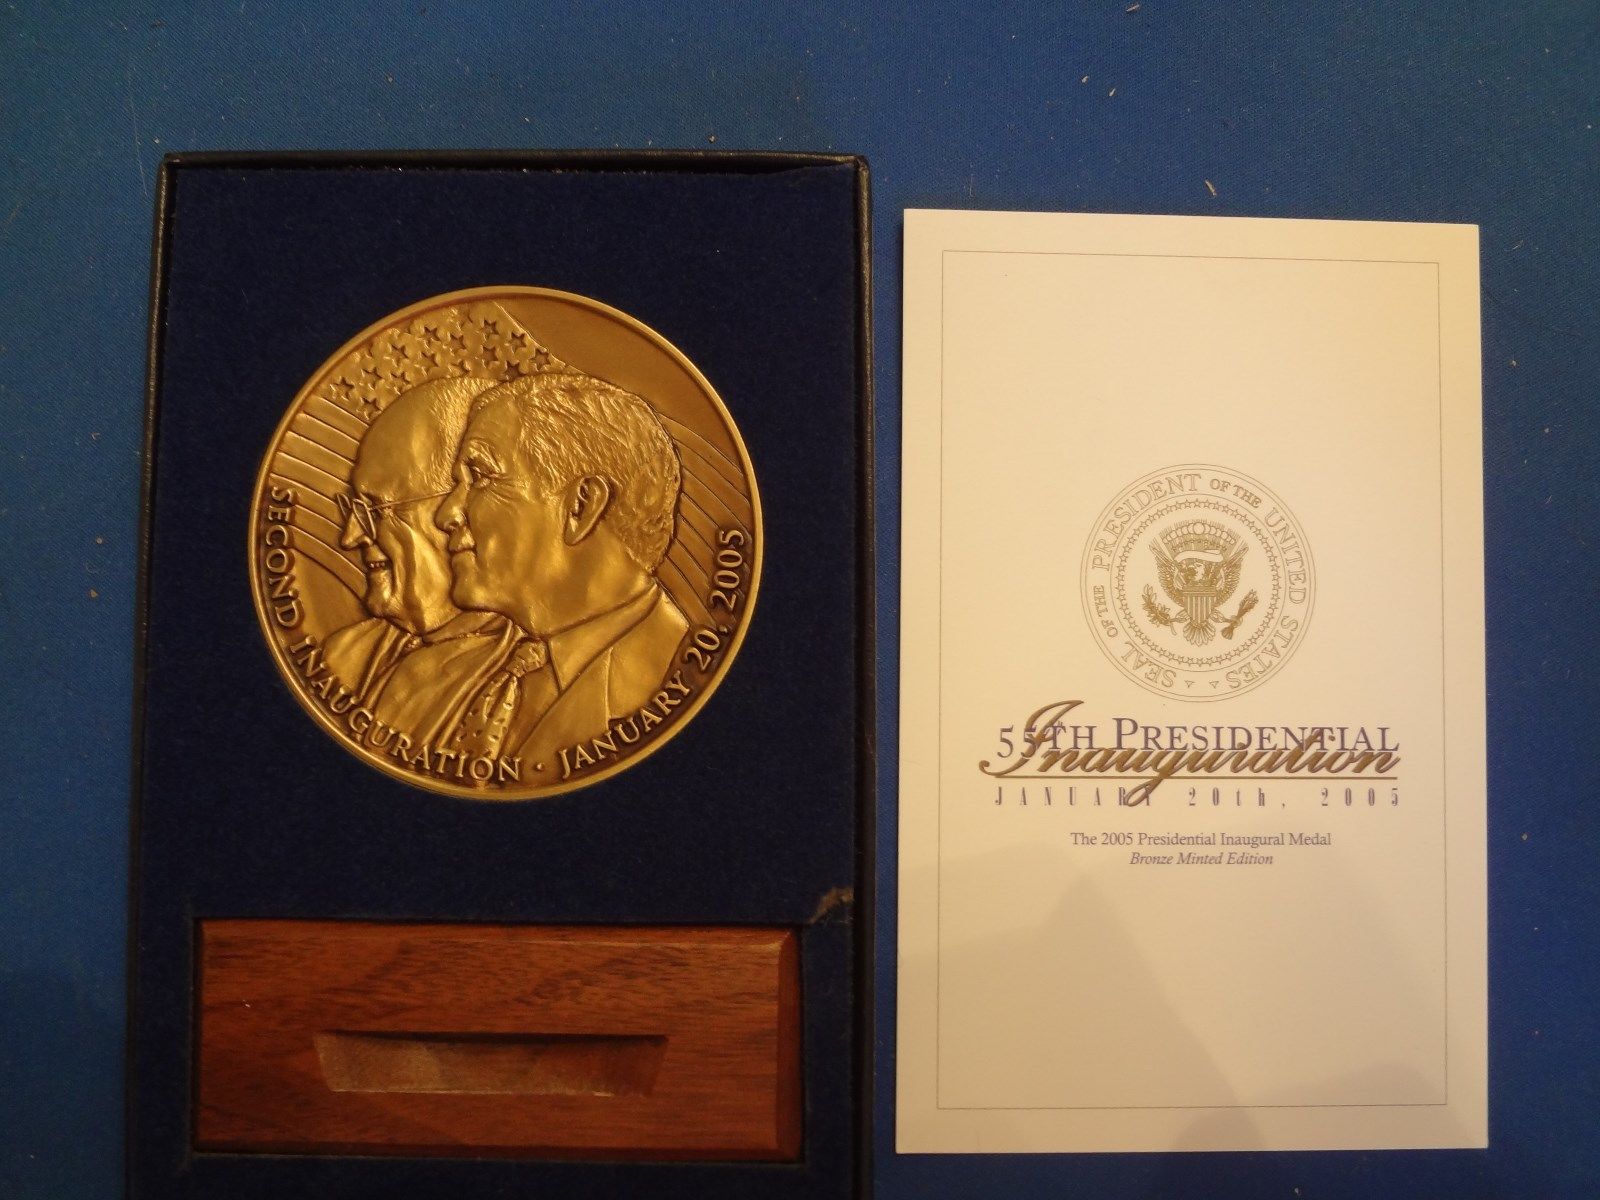 SECOND INAUGURATION · JANUARY 20, 2005
SEAL OF THE PRESIDENT OF THE UNITED STATES
55TH PRESIDENTIAL
Inauguration
JANUARY 20th, 2005
The 2005 Presidential Inaugural Medal
Bronze Minted Edition